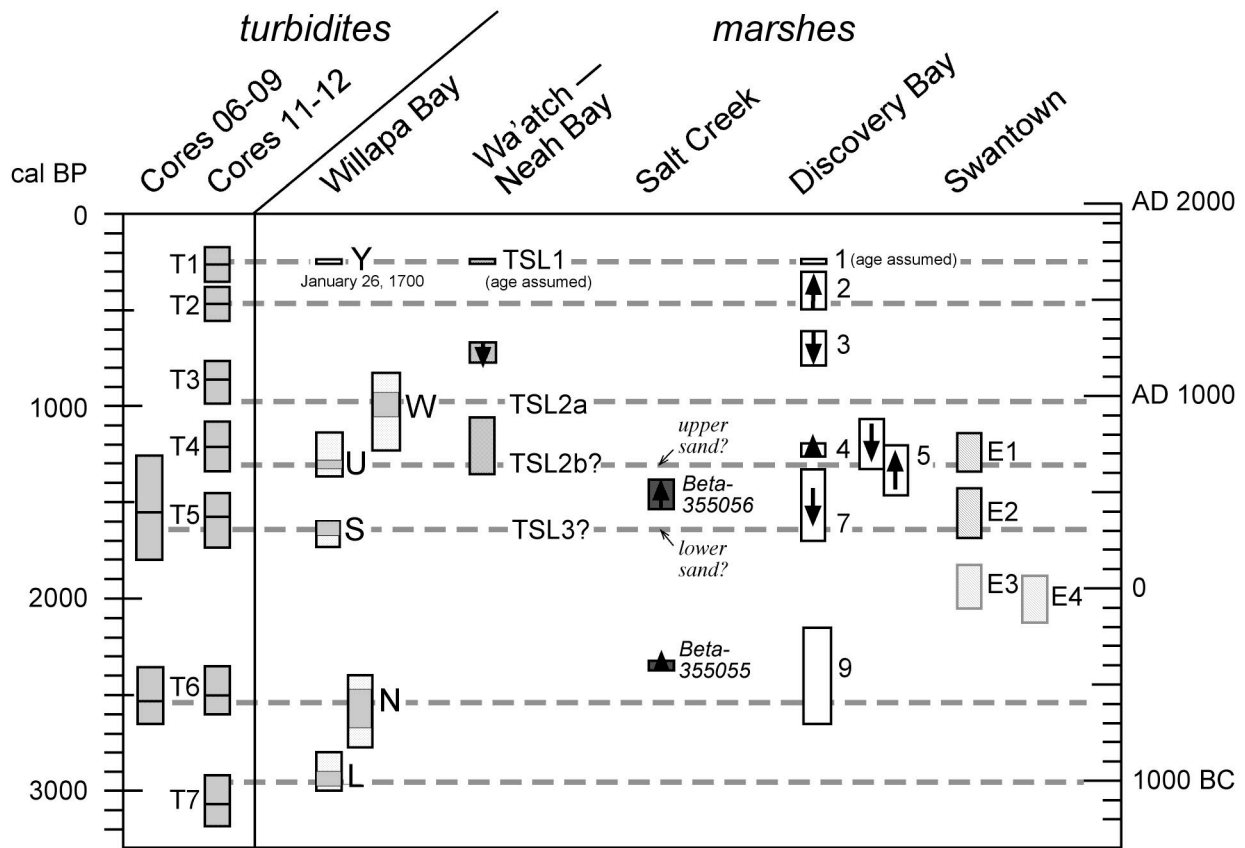 turbidites
marshes
Cores 06-09
Cores 11-12
Willapa Bay
Wa'atch —
Neah Bay
Salt Creek
Discovery Bay
Swantown
cal BP
0
AD 2000
T1
Y
January 26, 1700
TSL1
(age assumed)
1 (age assumed)
T2
2
3
T3
1000
W
TSL2a
AD 1000
T4
U
TSL2b?
upper
sand?
4
5
E1
T5
S
TSL3?
Beta-
355056
lower
sand?
7
E2
2000
E3
E4
0
T6
N
Beta-
355055
9
3000
T7
L
1000 BC